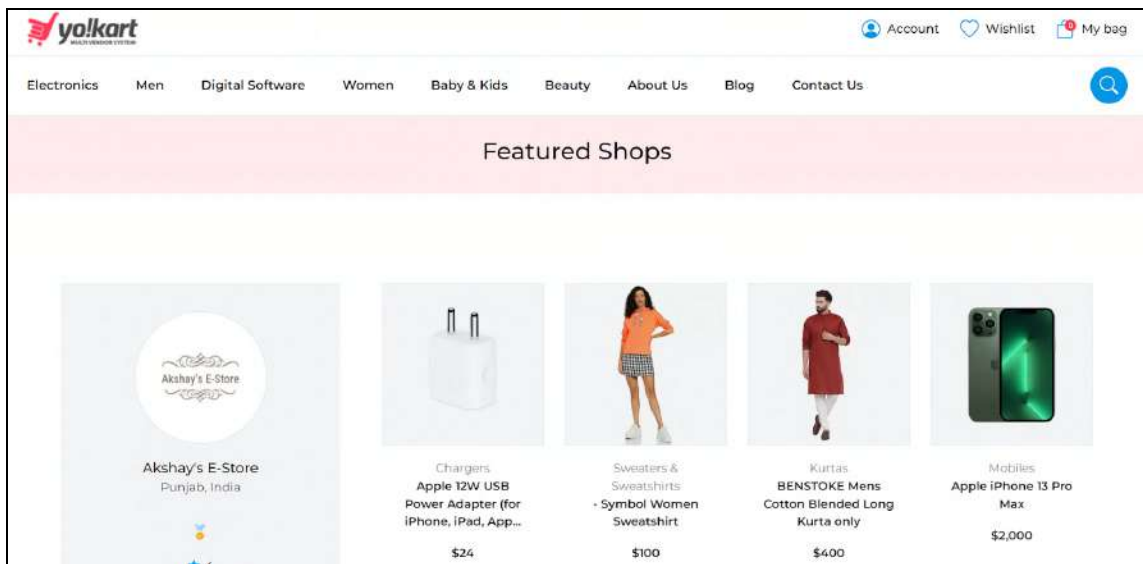 yo!kart
MULTI VENDOR SYSTEM
Account
Wishlist
0
My bag
Electronics
Men
Digital Software
Women
Baby & Kids
Beauty
About Us
Blog
Contact Us
Featured Shops
Akshay's E-Store
Akshay's E-Store
Punjab, India
Chargers
Apple 12W USB
Power Adapter (for
iPhone, iPad, App...
$24
Sweaters &
Sweatshirts
- Symbol Women
Sweatshirt
$100
Kurtas
BENSTOKE Mens
Cotton Blended Long
Kurta only
$400
Mobiles
Apple iPhone 13 Pro
Max
$2,000